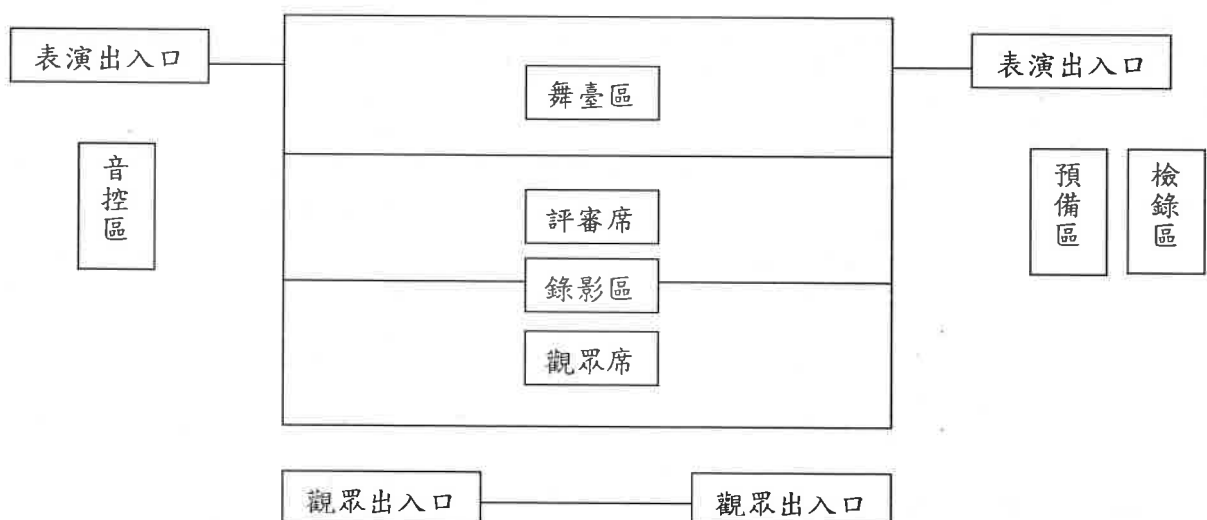 表演出入口
舞臺區
表演出入口
音控區
評審席
預備區
檢錄區
錄影區
觀眾席
觀眾出入口
觀眾出入口